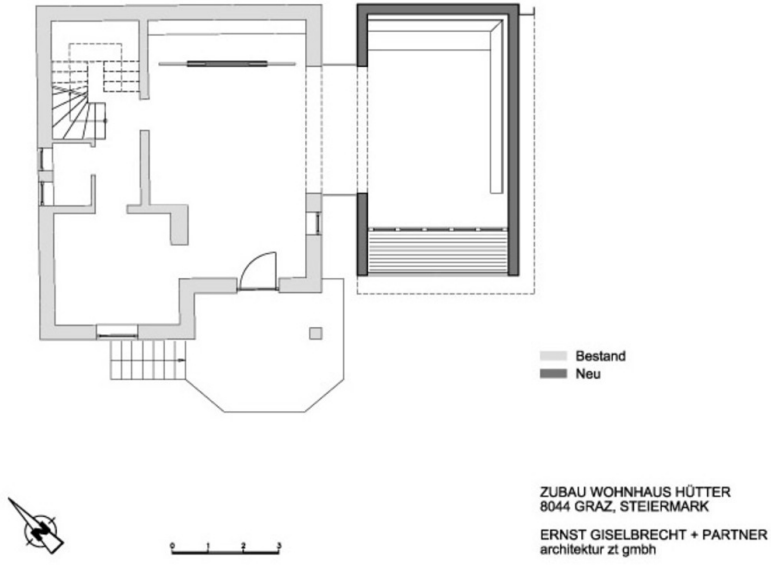 Bestand
Neu
N
0 1 2 3
ZUBAU WOHNHAUS HÜTTER
8044 GRAZ, STEIERMARK
ERNST GISELBRECHT + PARTNER
architektur zt gmbh